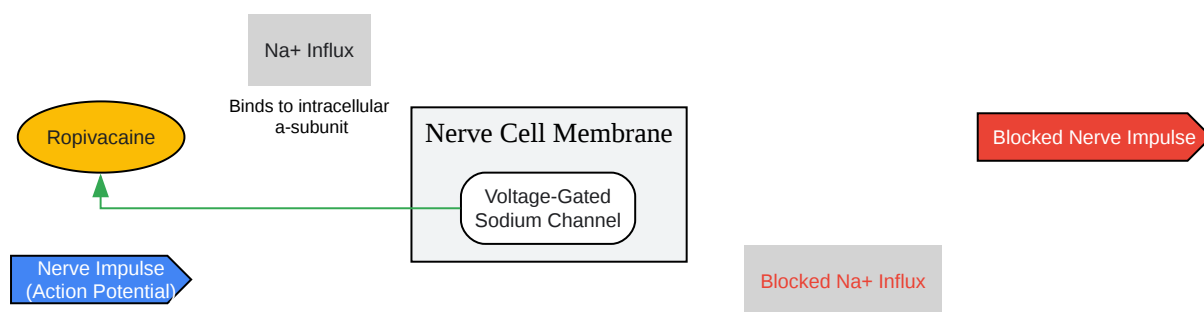 Na+ Influx
Binds to intracellular
a-subunit
Ropivacaine
Nerve Cell Membrane
Voltage-Gated
Sodium Channel
Blocked Nerve Impulse
Nerve Impulse
(Action Potential)
Blocked Na+ Influx